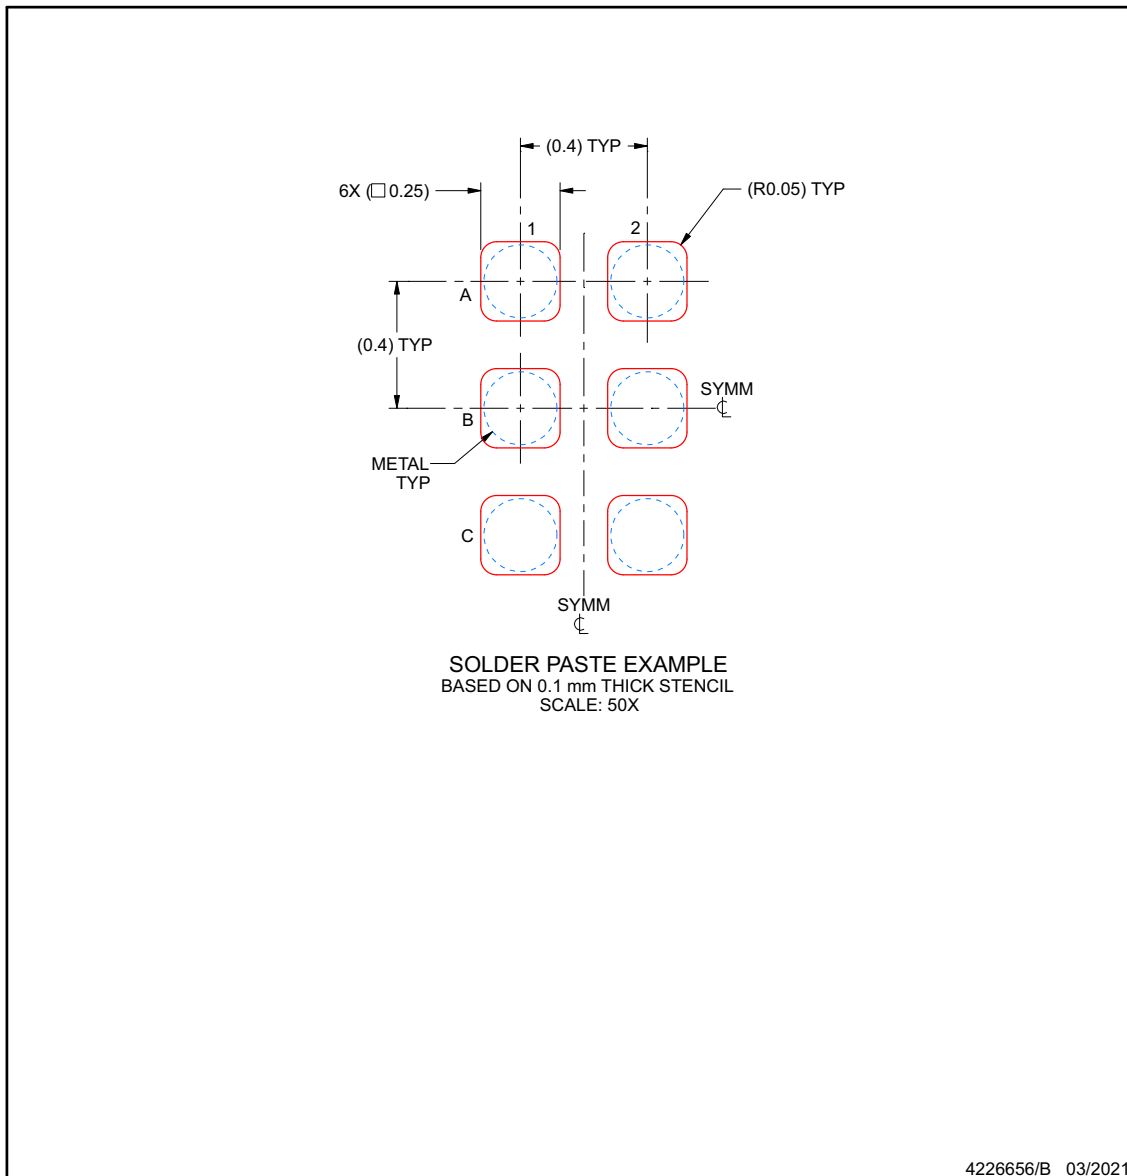 (0.4) TYP
6X (□ 0.25)
(R0.05) TYP
1
2
A
(0.4) TYP
SYMM
℄
B
METAL
TYP
C
SYMM
℄
SOLDER PASTE EXAMPLE
BASED ON 0.1 mm THICK STENCIL
SCALE: 50X
4226656/B 03/2021